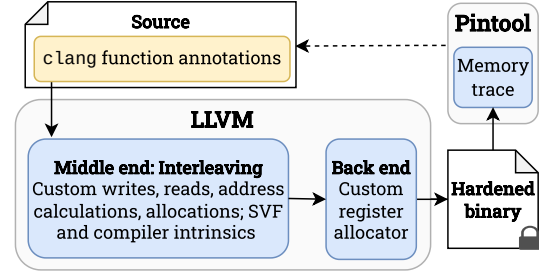 Source
clang function annotations
Pintool
Memory
trace
LLVM
Middle end: Interleaving
Custom writes, reads, address
calculations, allocations; SVF
and compiler intrinsics
Back end
Custom
register
allocator
Hardened
binary